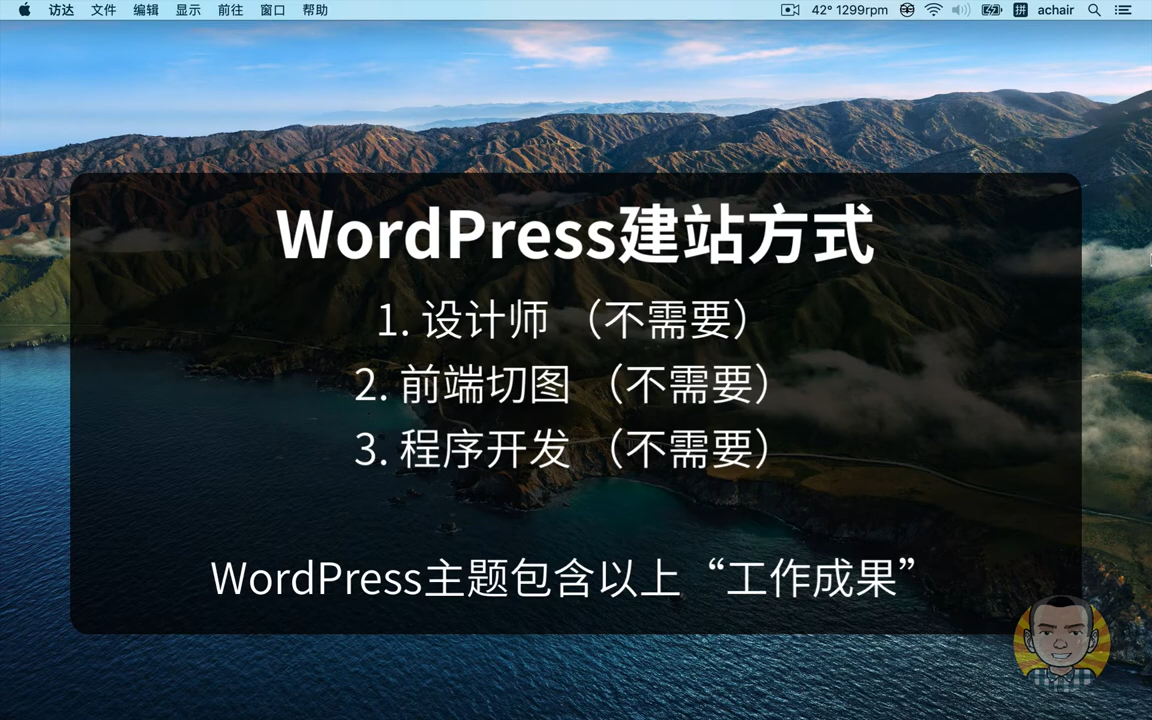 访达 文件 编辑 显示 前往 窗口 帮助 42° 1299rpm 拼 achair
WordPress建站方式
1. 设计师 （不需要）
2. 前端切图 （不需要）
3. 程序开发 （不需要）
WordPress主题包含以上“工作成果”